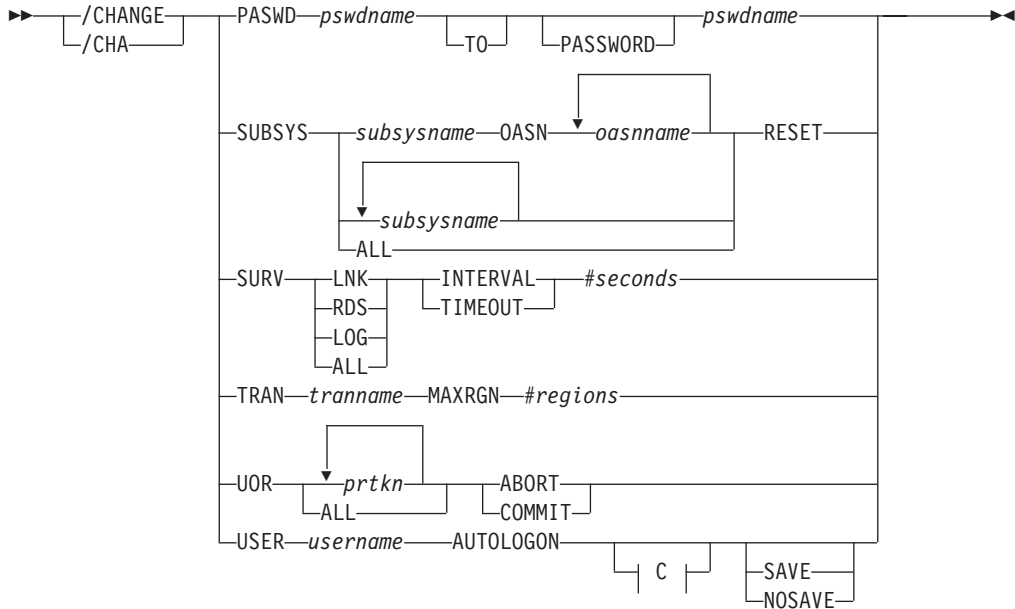 /CHANGE PASWD pswdname pswdname
/CHA TO PASSWORD
SUBSYS subsysname OASN oasnname RESET
subsysname
ALL
SURV LNK INTERVAL #seconds
RDS TIMEOUT
LOG
ALL
TRAN tranname MAXRGN #regions
UOR prtkn ABORT
ALL COMMIT
USER username AUTOLOGON
C SAVE
NOSAVE